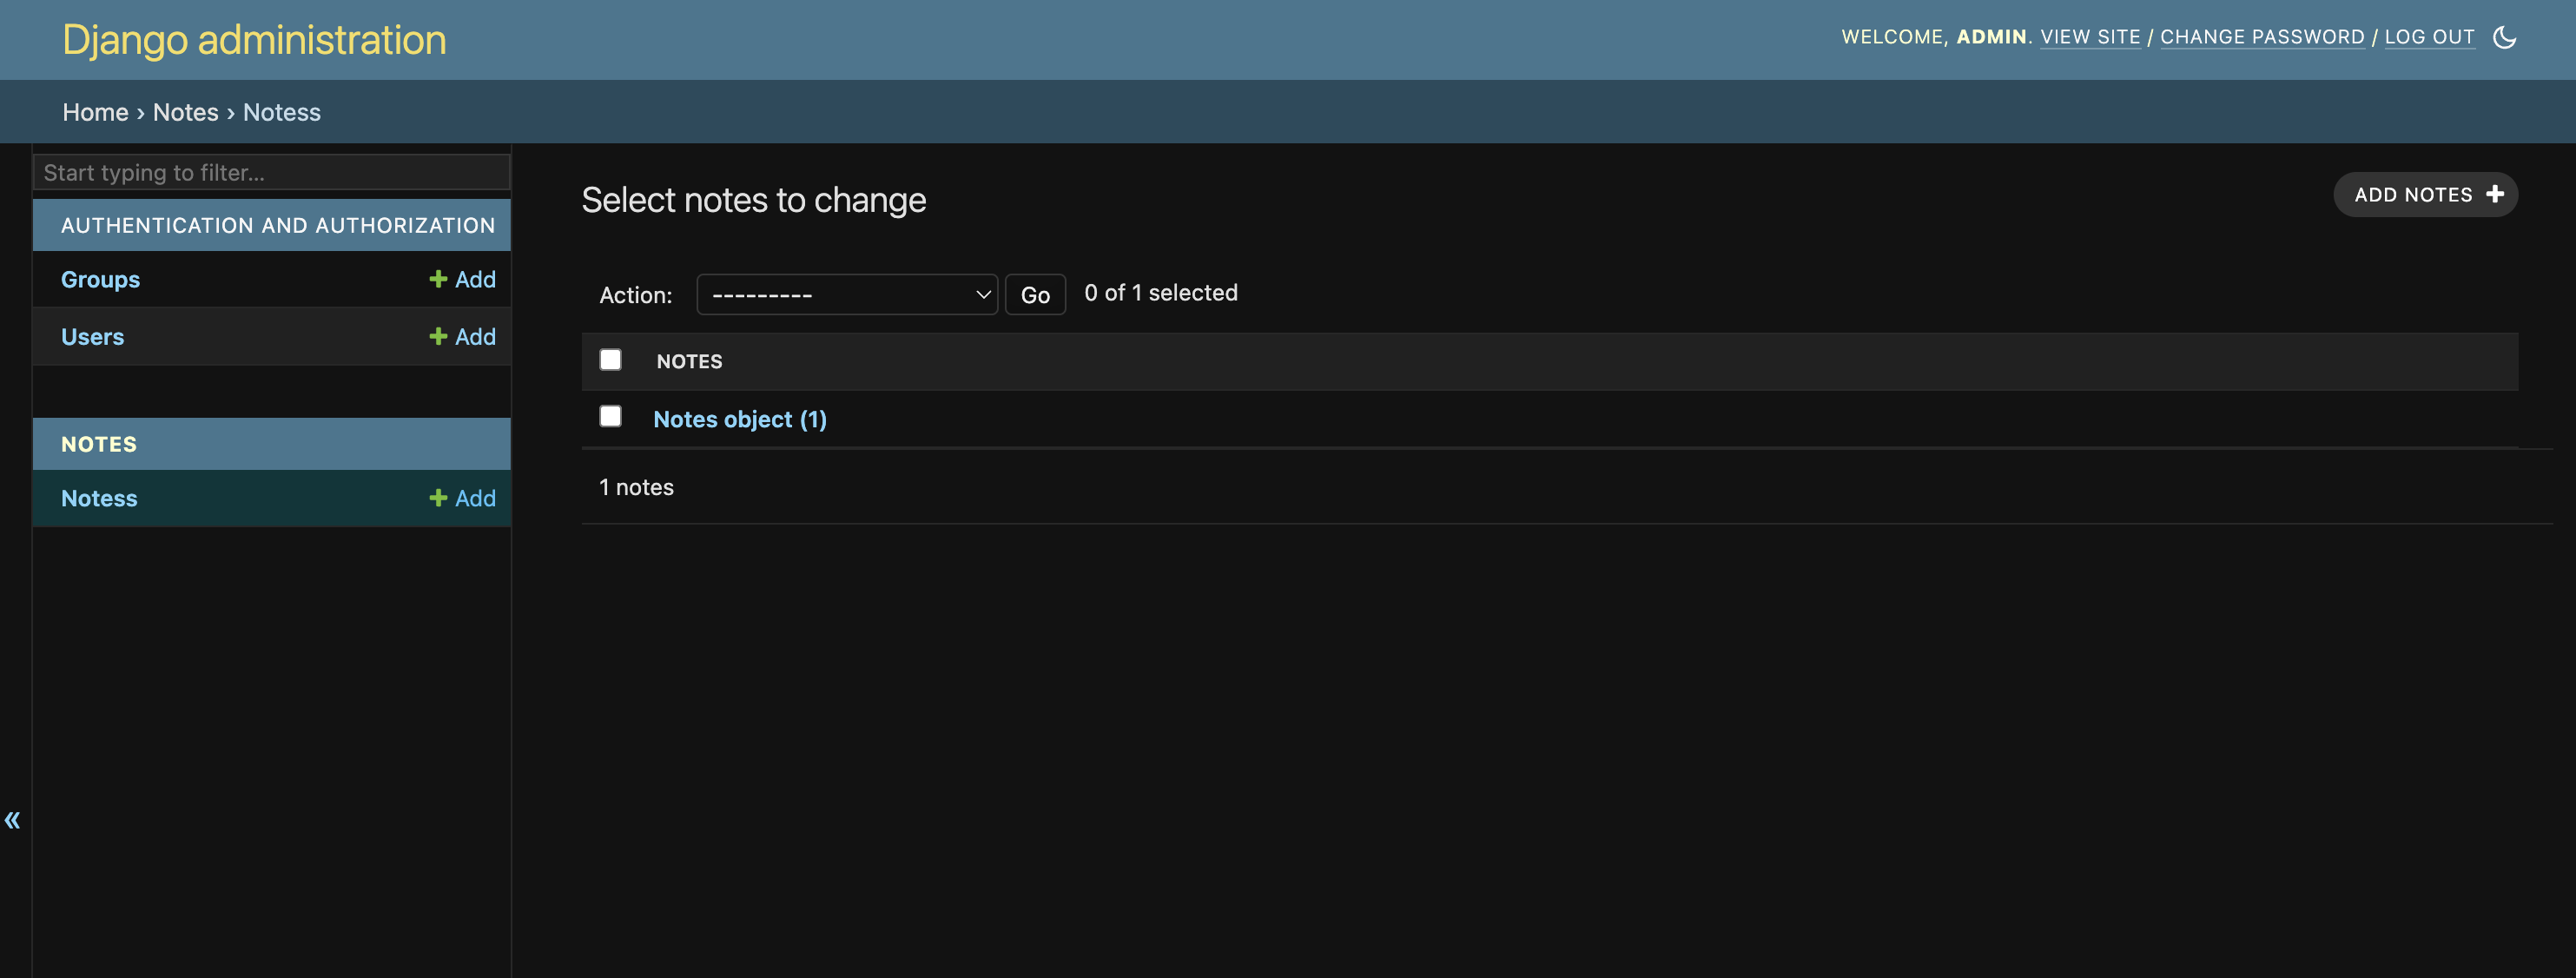 Django administration
WELCOME, ADMIN. VIEW SITE / CHANGE PASSWORD / LOG OUT
Home › Notes › Notess
Start typing to filter...
AUTHENTICATION AND AUTHORIZATION
Groups + Add
Users + Add
NOTES
Notess + Add
Select notes to change
ADD NOTES +
Action: --------- Go 0 of 1 selected
NOTES
Notes object (1)
1 notes
«